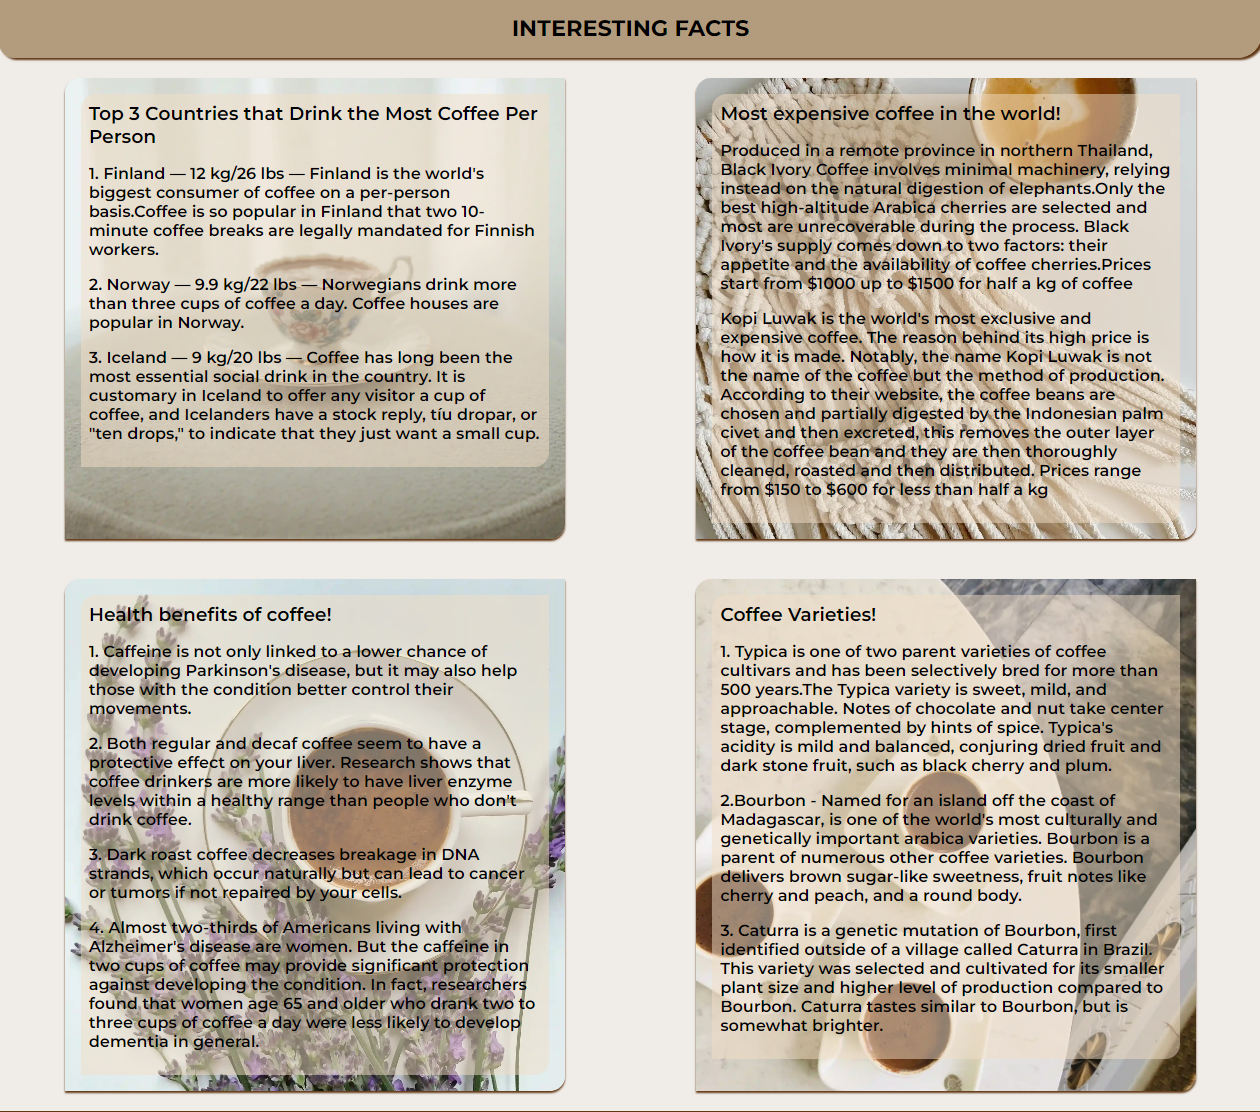 INTERESTING FACTS
Top 3 Countries that Drink the Most Coffee Per
Person
1. Finland — 12 kg/26 lbs — Finland is the world's
biggest consumer of coffee on a per-person
basis.Coffee is so popular in Finland that two 10-
minute coffee breaks are legally mandated for Finnish
workers.
2. Norway — 9.9 kg/22 lbs — Norwegians drink more
than three cups of coffee a day. Coffee houses are
popular in Norway.
3. Iceland — 9 kg/20 lbs — Coffee has long been the
most essential social drink in the country. It is
customary in Iceland to offer any visitor a cup of
coffee, and Icelanders have a stock reply, tíu dropar, or
"ten drops," to indicate that they just want a small cup.
Most expensive coffee in the world!
Produced in a remote province in northern Thailand,
Black Ivory Coffee involves minimal machinery, relying
instead on the natural digestion of elephants.Only the
best high-altitude Arabica cherries are selected and
most are unrecoverable during the process. Black
Ivory's supply comes down to two factors: their
appetite and the availability of coffee cherries.Prices
start from $1000 up to $1500 for half a kg of coffee
Kopi Luwak is the world's most exclusive and
expensive coffee. The reason behind its high price is
how it is made. Notably, the name Kopi Luwak is not
the name of the coffee but the method of production.
According to their website, the coffee beans are
chosen and partially digested by the Indonesian palm
civet and then excreted, this removes the outer layer
of the coffee bean and they are then thoroughly
cleaned, roasted and then distributed. Prices range
from $150 to $600 for less than half a kg
Health benefits of coffee!
1. Caffeine is not only linked to a lower chance of
developing Parkinson's disease, but it may also help
those with the condition better control their
movements.
2. Both regular and decaf coffee seem to have a
protective effect on your liver. Research shows that
coffee drinkers are more likely to have liver enzyme
levels within a healthy range than people who don't
drink coffee.
3. Dark roast coffee decreases breakage in DNA
strands, which occur naturally but can lead to cancer
or tumors if not repaired by your cells.
4. Almost two-thirds of Americans living with
Alzheimer's disease are women. But the caffeine in
two cups of coffee may provide significant protection
against developing the condition. In fact, researchers
found that women age 65 and older who drank two to
three cups of coffee a day were less likely to develop
dementia in general.
Coffee Varieties!
1. Typica is one of two parent varieties of coffee
cultivars and has been selectively bred for more than
500 years.The Typica variety is sweet, mild, and
approachable. Notes of chocolate and nut take center
stage, complemented by hints of spice. Typica's
acidity is mild and balanced, conjuring dried fruit and
dark stone fruit, such as black cherry and plum.
2.Bourbon - Named for an island off the coast of
Madagascar, is one of the world's most culturally and
genetically important arabica varieties. Bourbon is a
parent of numerous other coffee varieties. Bourbon
delivers brown sugar-like sweetness, fruit notes like
cherry and peach, and a round body.
3. Caturra is a genetic mutation of Bourbon, first
identified outside of a village called Caturra in Brazil.
This variety was selected and cultivated for its smaller
plant size and higher level of production compared to
Bourbon. Caturra tastes similar to Bourbon, but is
somewhat brighter.